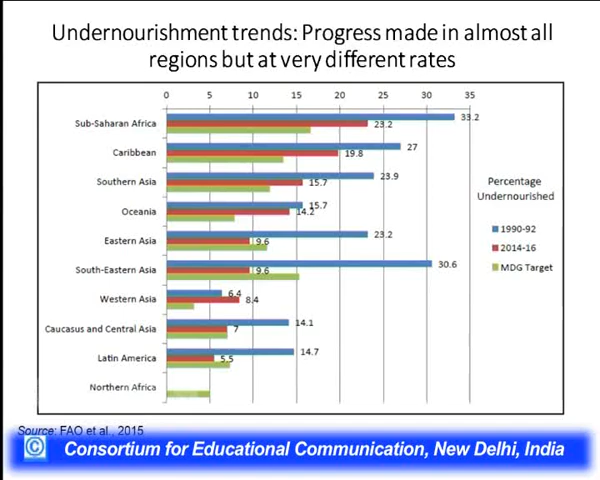 Undernourishment trends: Progress made in almost all
regions but at very different rates
0 5 10 15 20 25 30 35
Sub-Saharan Africa 33.2 23.2
Caribbean 27 19.8
Southern Asia 23.9 15.7
Oceania 15.7 14.2
Eastern Asia 23.2 9.6
South-Eastern Asia 30.6 9.6
Western Asia 6.4 8.4
Caucasus and Central Asia 14.1 7
Latin America 14.7 5.5
Northern Africa
Percentage
Undernourished
1990-92
2014-16
MDG Target
Source: FAO et al., 2015
© Consortium for Educational Communication, New Delhi, India